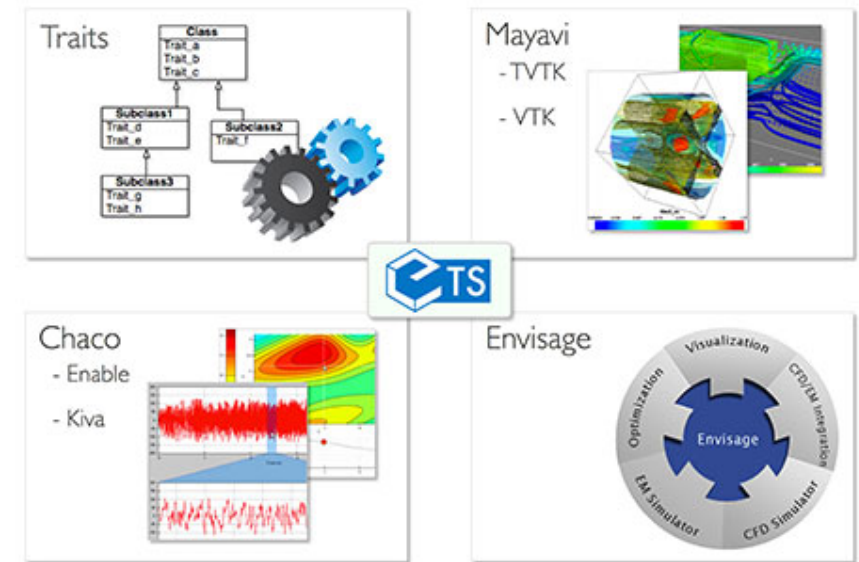 Traits
Class
Trait_a
Trait_b
Trait_c
Subclass1
Trait_d
Trait_e
Subclass2
Trait_f
Subclass3
Trait_g
Trait_h
Mayavi
- TVTK
- VTK
eTS
Chaco
- Enable
- Kiva
Envisage
Visualization
CFD/EM Integration
CFD Simulator
EM Simulator
Optimization
Envisage